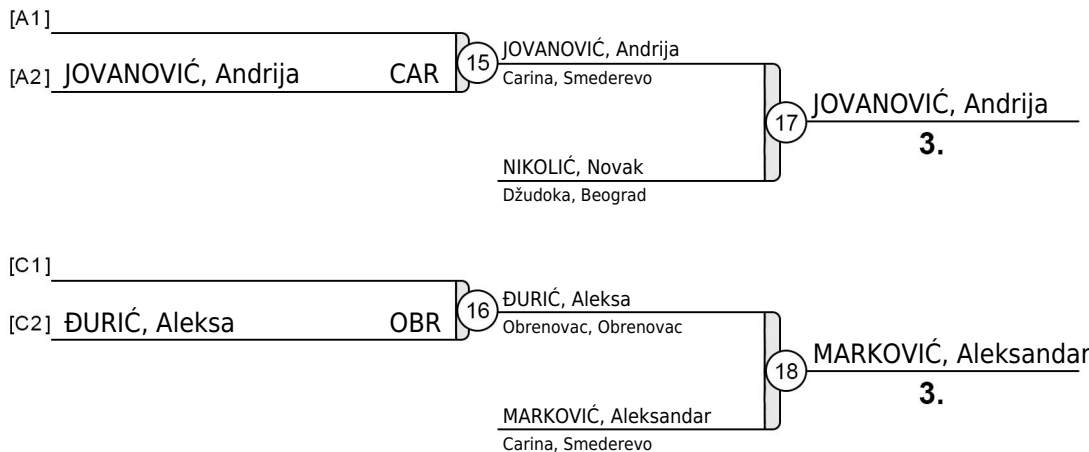 [A1]
[A2] JOVANOVIĆ, Andrija CAR
15
JOVANOVIĆ, Andrija
Carina, Smederevo
17
JOVANOVIĆ, Andrija
3.
NIKOLIĆ, Novak
Džudoka, Beograd
[C1]
[C2] ĐURIĆ, Aleksa OBR
16
ĐURIĆ, Aleksa
Obrenovac, Obrenovac
18
MARKOVIĆ, Aleksandar
3.
MARKOVIĆ, Aleksandar
Carina, Smederevo